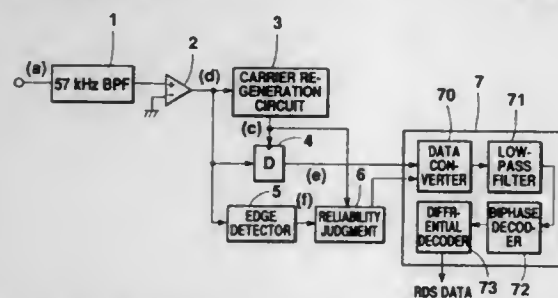 1
2
3
(a)
57 kHz BPF
(d)
CARRIER RE-
GENERATION
CIRCUIT
(c)
4
D
(e)
5
6
EDGE
DETECTOR
(f)
RELIABILITY
JUDGMENT
7
70
71
DATA
CON-
VERTER
LOW-
PASS
FILTER
DIFFR-
ENTIAL
DECODER
BIPHASE
DECOD-
ER
73
72
RDS DATA